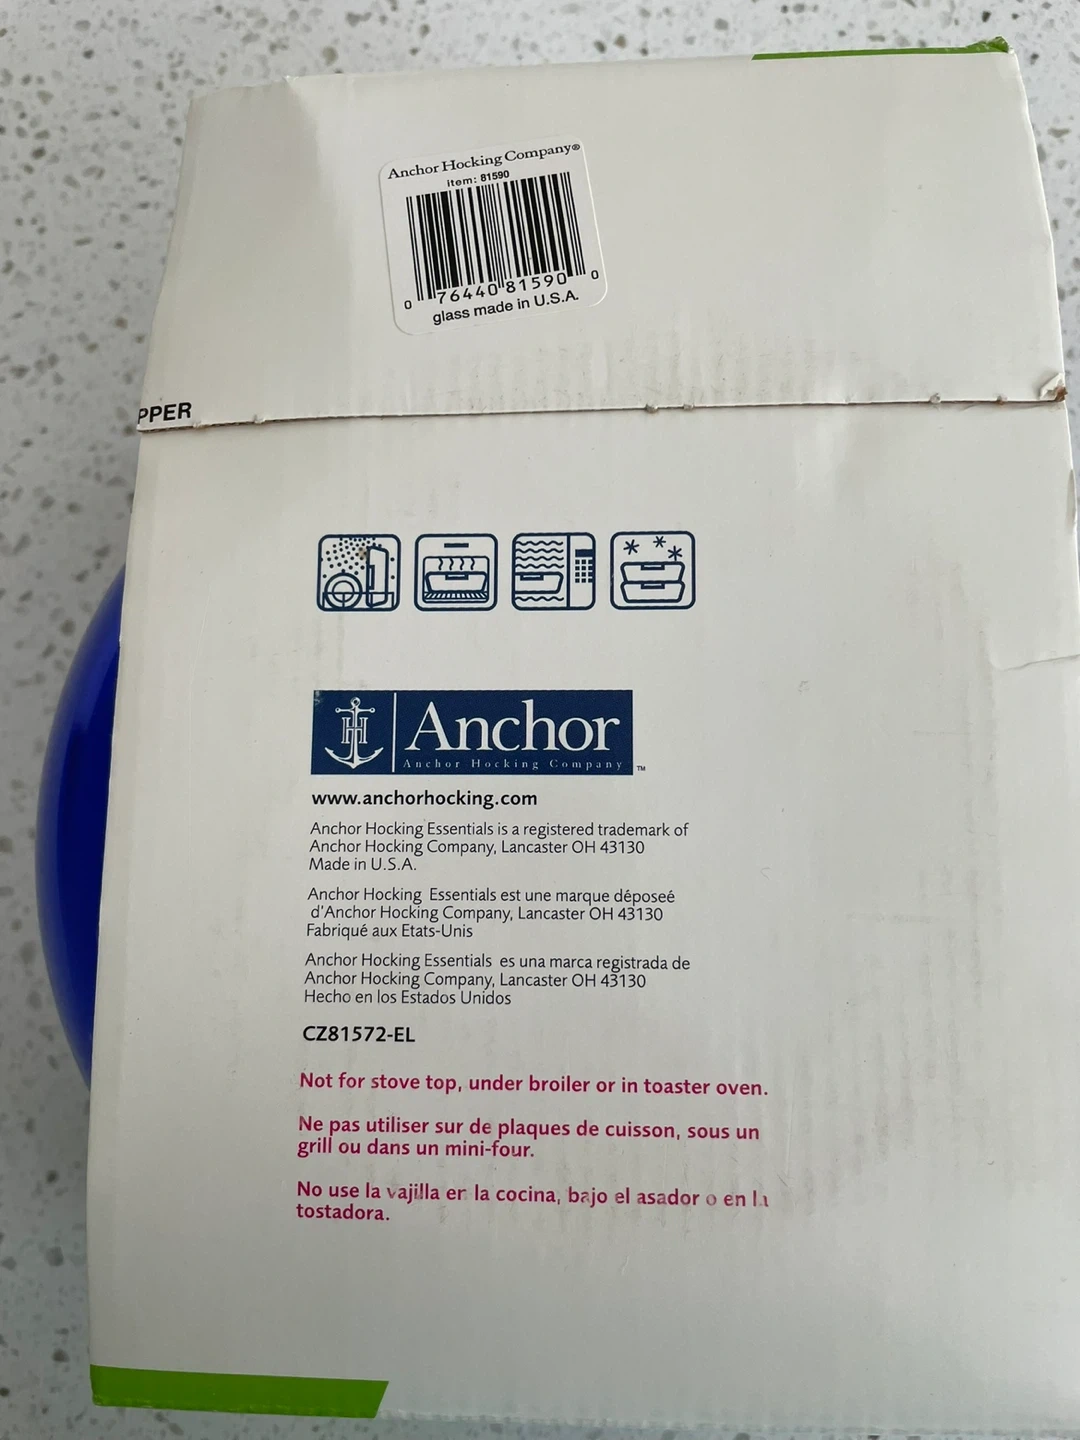 Anchor Hocking Company®
item: 81590
0 76440 81590 0
glass made in U.S.A.
PPER
HH
Anchor
Anchor Hocking Company
TM
www.anchorhocking.com
Anchor Hocking Essentials is a registered trademark of
Anchor Hocking Company, Lancaster OH 43130
Made in U.S.A.
Anchor Hocking Essentials est une marque déposeé
d'Anchor Hocking Company, Lancaster OH 43130
Fabriqué aux Etats-Unis
Anchor Hocking Essentials es una marca registrada de
Anchor Hocking Company, Lancaster OH 43130
Hecho en los Estados Unidos
CZ81572-EL
Not for stove top, under broiler or in toaster oven.
Ne pas utiliser sur de plaques de cuisson, sous un
grill ou dans un mini-four.
No use la vajilla en la cocina, bajo el asador o en la
tostadora.